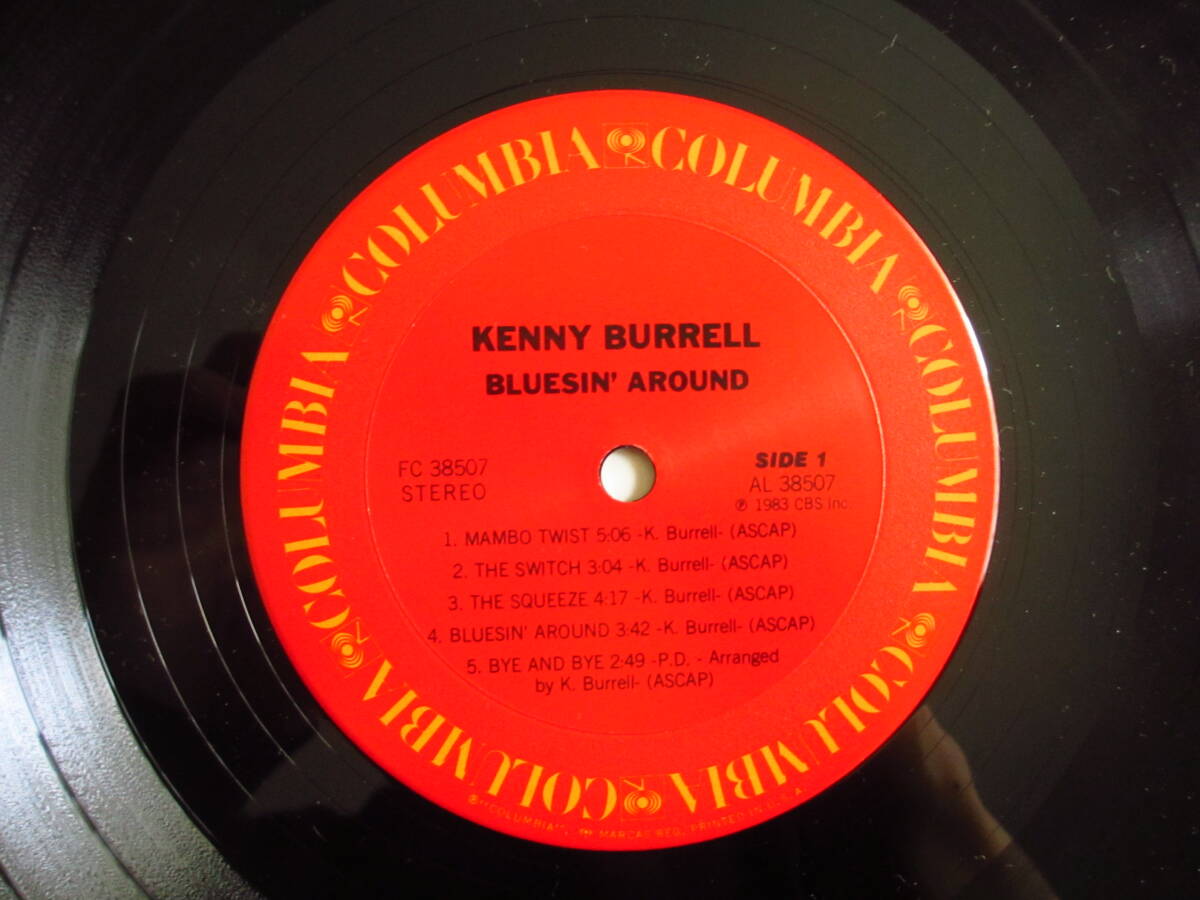 COLUMBIA COLUMBIA COLUMBIA COLUMBIA COLUMBIA COLUMBIA
KENNY BURRELL
BLUESIN' AROUND
FC 38507
STEREO
SIDE 1
AL 38507
℗ 1983 CBS Inc.
1. MAMBO TWIST 5:06 -K. Burrell- (ASCAP)
2. THE SWITCH 3:04 -K. Burrell- (ASCAP)
3. THE SQUEEZE 4:17 -K. Burrell- (ASCAP)
4. BLUESIN' AROUND 3:42 -K. Burrell- (ASCAP)
5. BYE AND BYE 2:49 -P.D. - Arranged
by K. Burrell- (ASCAP)
"COLUMBIA", MARCAS REG. PRINTED IN U.S.A.